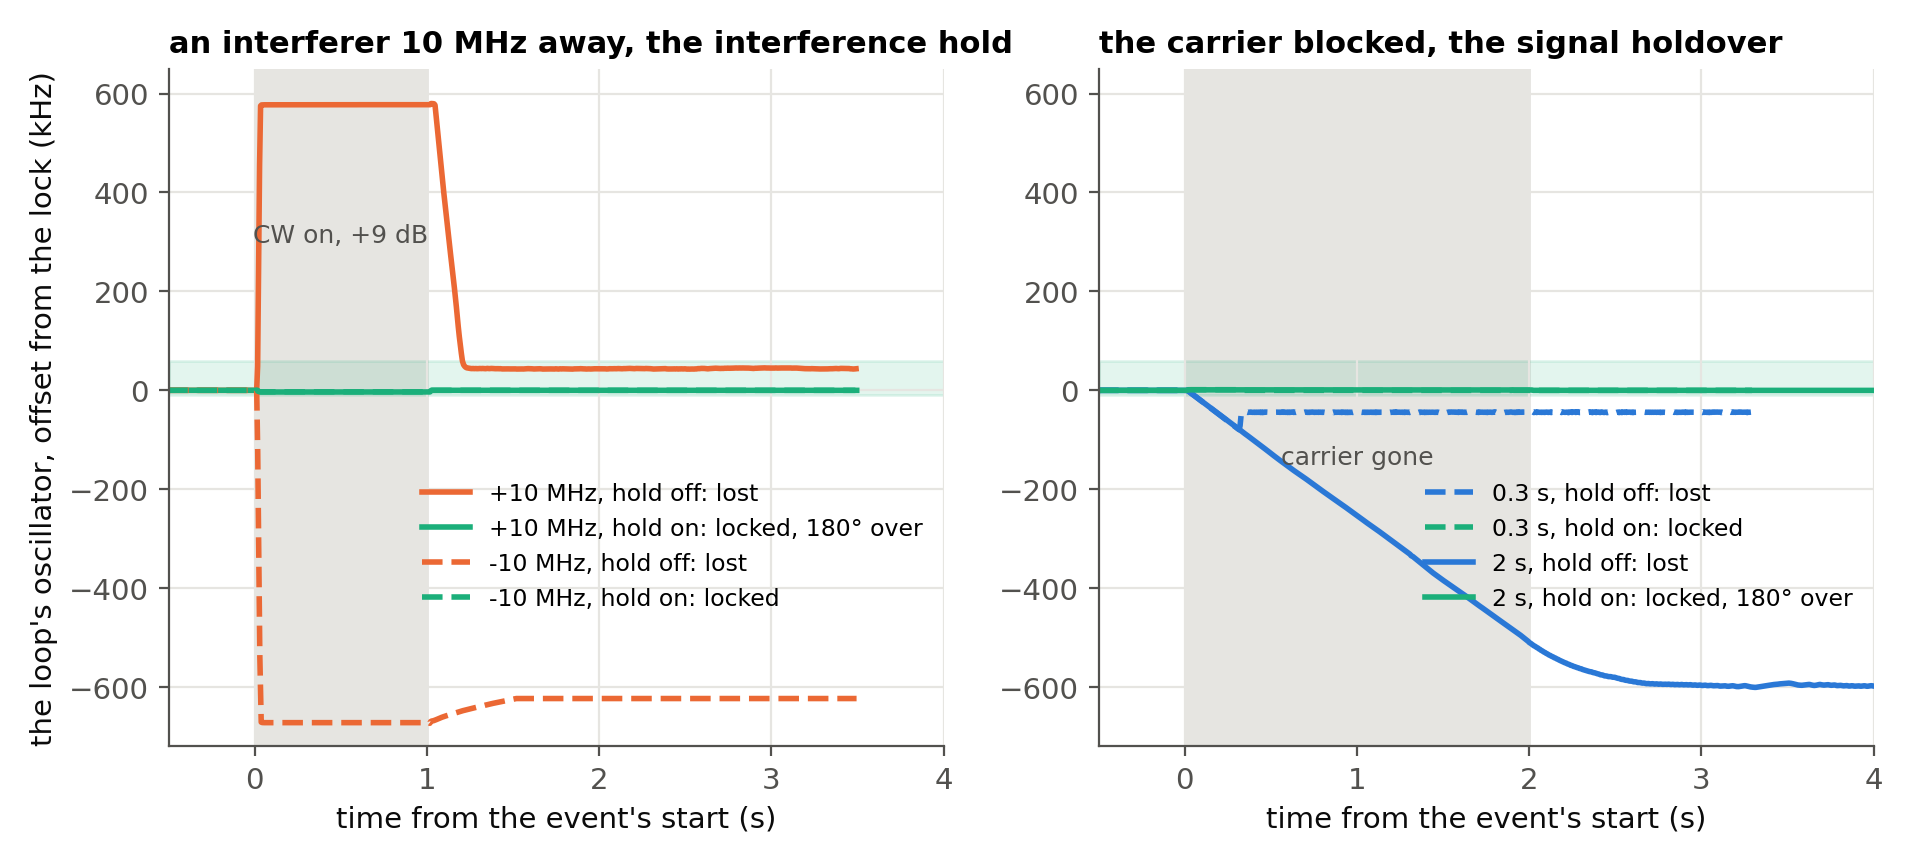 an interferer 10 MHz away, the interference hold
the loop's oscillator, offset from the lock (kHz)
600
400
200
0
−200
−400
−600
CW on, +9 dB
+10 MHz, hold off: lost
+10 MHz, hold on: locked, 180° over
-10 MHz, hold off: lost
-10 MHz, hold on: locked
0
1
2
3
4
time from the event's start (s)
the carrier blocked, the signal holdover
600
400
200
0
−200
−400
−600
carrier gone
0.3 s, hold off: lost
0.3 s, hold on: locked
2 s, hold off: lost
2 s, hold on: locked, 180° over
0
1
2
3
4
time from the event's start (s)